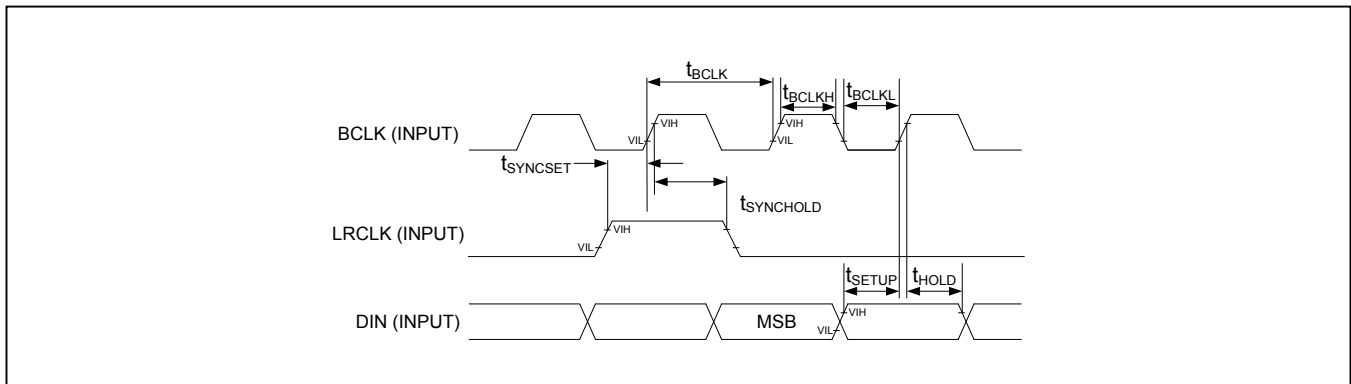 tBCLK
tBCLKH
tBCLKL
BCLK (INPUT)
VIH
VIL
VIH
VIL
tSYNCSET
tSYNCHOLD
LRCLK (INPUT)
VIH
VIL
tSETUP
tHOLD
DIN (INPUT)
MSB
VIH
VIL